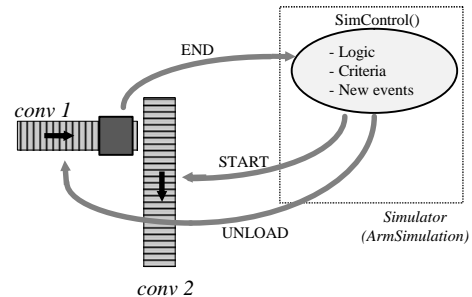 SimControl()
END
- Logic
- Criteria
- New events
conv 1
START
UNLOAD
Simulator
(ArmSimulation)
conv 2